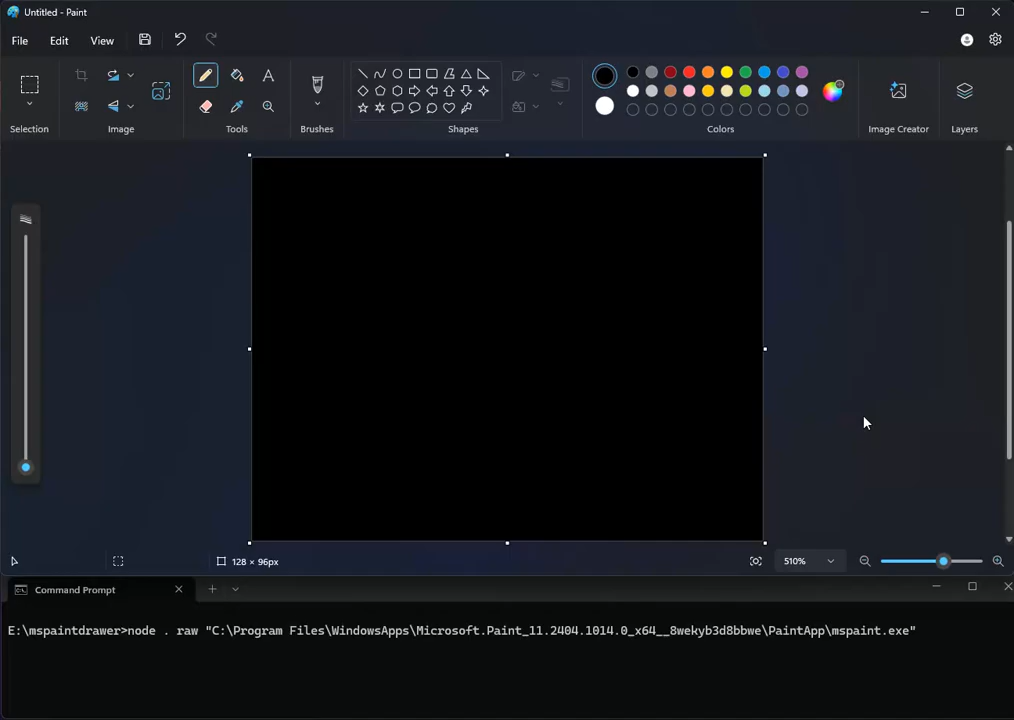 Untitled - Paint
File Edit View
Selection Image Tools Brushes Shapes Colors Image Creator Layers
128 × 96px
510%
Command Prompt
E:\mspaintdrawer>node . raw "C:\Program Files\WindowsApps\Microsoft.Paint_11.2404.1014.0_x64__8wekyb3d8bbwe\PaintApp\mspaint.exe"